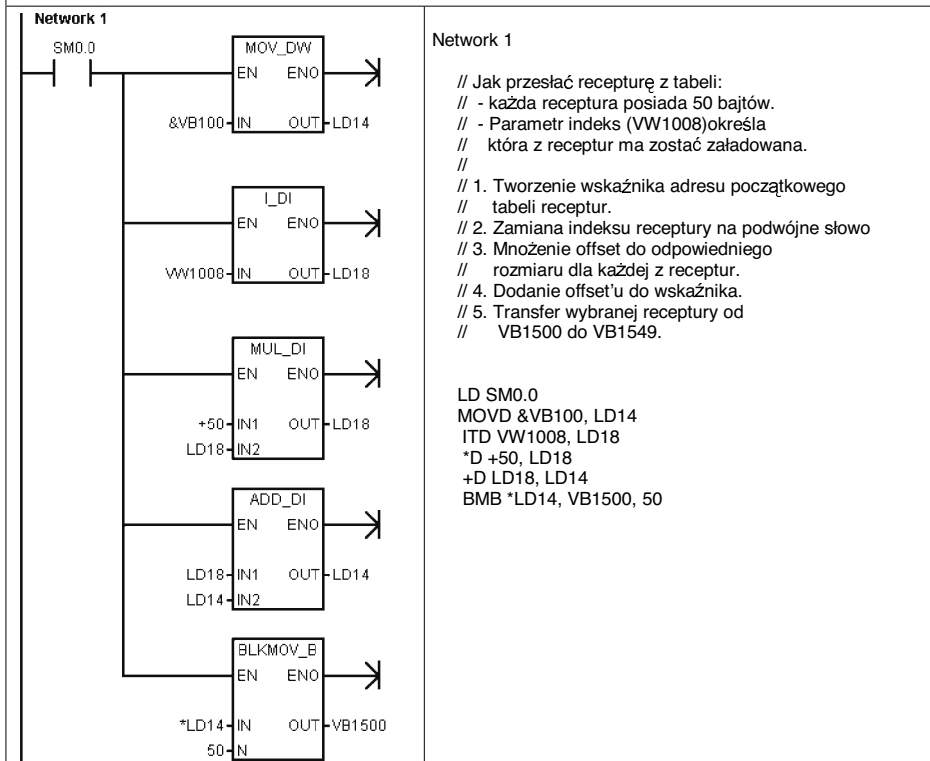 Network 1
SM0.0
MOV_DW
EN ENO
&VB100 IN OUT LD14
I_DI
EN ENO
VW1008 IN OUT LD18
MUL_DI
EN ENO
+50 IN1 OUT LD18
LD18 IN2
ADD_DI
EN ENO
LD18 IN1 OUT LD14
LD14 IN2
BLKMOV_B
EN ENO
*LD14 IN OUT VB1500
50 N
Network 1
// Jak przesłać recepturę z tabeli:
// - każda receptura posiada 50 bajtów.
// - Parametr indeks (VW1008)określa
// która z receptur ma zostać załadowana.
//
// 1. Tworzenie wskaźnika adresu początkowego
// tabeli receptur.
// 2. Zamiana indeksu receptury na podwójne słowo
// 3. Mnożenie offset do odpowiedniego
// rozmiaru dla każdej z receptur.
// 4. Dodanie offset'u do wskaźnika.
// 5. Transfer wybranej receptury od
// VB1500 do VB1549.
LD SM0.0
MOVD &VB100, LD14
ITD VW1008, LD18
*D +50, LD18
+D LD18, LD14
BMB *LD14, VB1500, 50